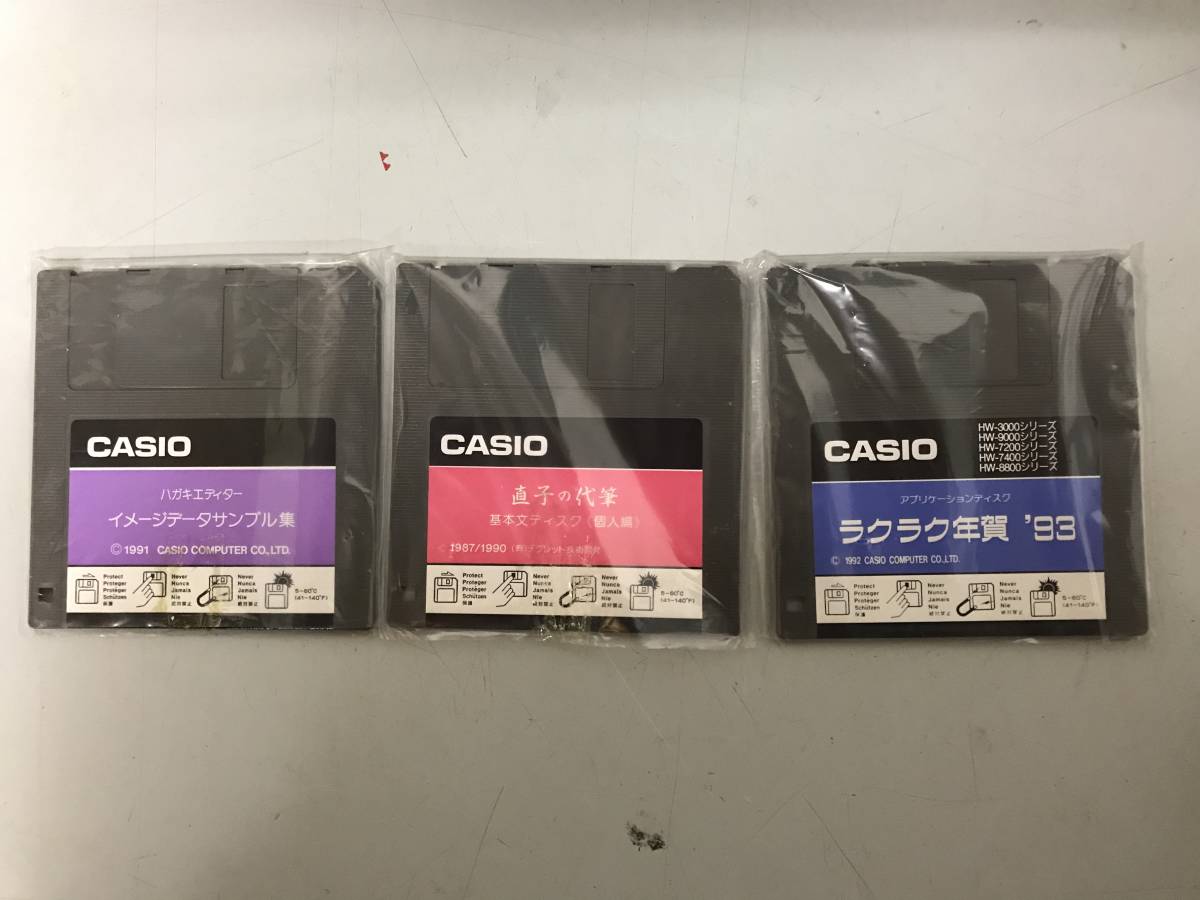 CASIO
ハガキエディター
イメージデータサンプル集
© 1991 CASIO COMPUTER CO.,LTD.
Protect
Proteger
Protéger
Schützen
保護
Never
Nunca
Jamais
Nie
絶対禁止
5~60°C
(41~140°F)
CASIO
直子の代筆
基本文ディスク《個人編》
© 1987/1990
Protect
Proteger
Protéger
Schützen
保護
Never
Nunca
Jamais
Nie
絶対禁止
5~60°C
(41~140°F)
CASIO
HW-3000シリーズ
HW-9000シリーズ
HW-7200シリーズ
HW-7400シリーズ
HW-8800シリーズ
アプリケーションディスク
ラクラク年賀 '93
© 1992 CASIO COMPUTER CO.,LTD.
Protect
Proteger
Protéger
Schützen
保護
Never
Nunca
Jamais
Nie
絶対禁止
5~60°C
(41~140°F)